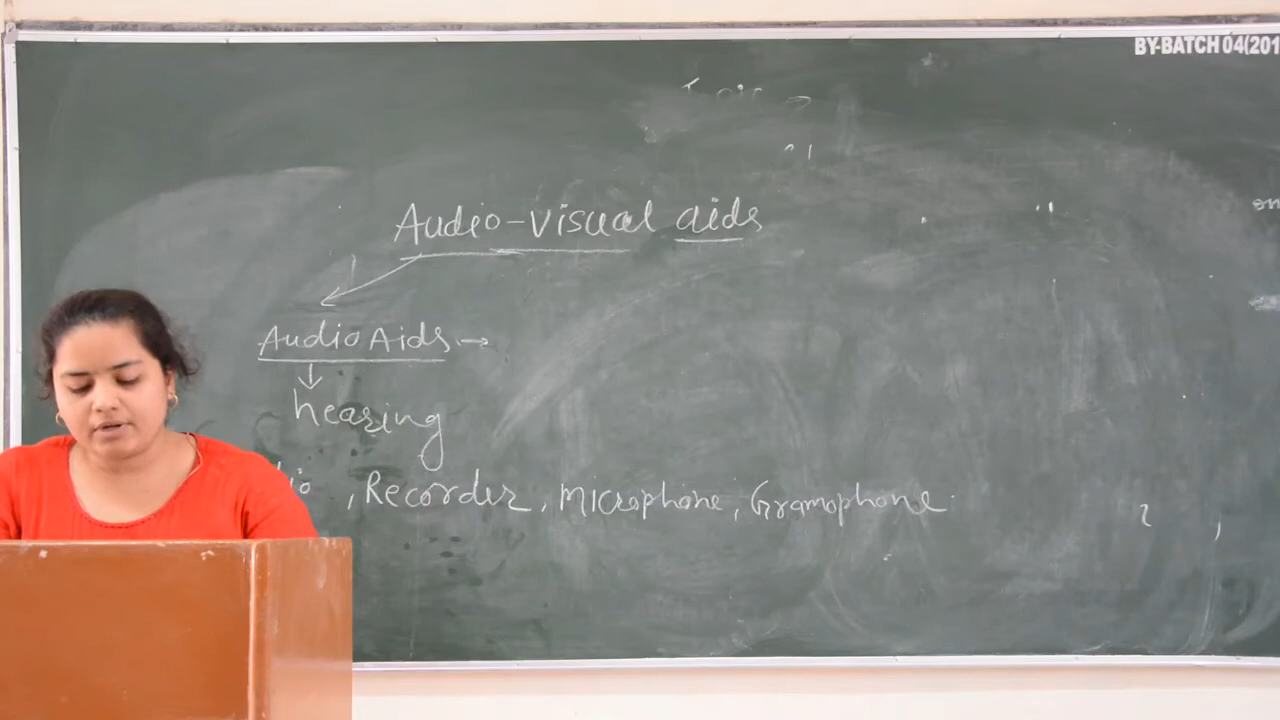 BY-BATCH 04(201
Audio-visual aids
Audio Aids →
hearing
, Recorder, Microphone, Gramophone